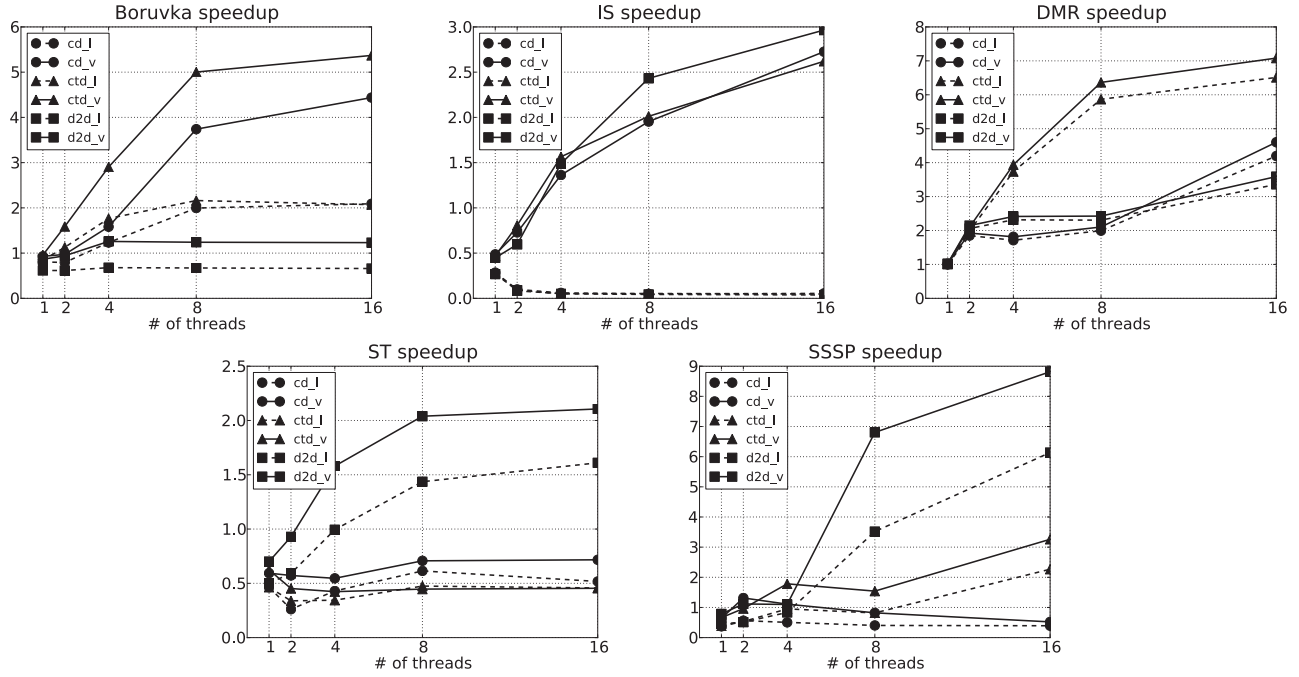 Boruvka speedup
6
5
4
3
2
1
0
cd_l
cd_v
ctd_l
ctd_v
d2d_l
d2d_v
1 2 4 8 16
# of threads
IS speedup
3.0
2.5
2.0
1.5
1.0
0.5
0.0
cd_l
cd_v
ctd_l
ctd_v
d2d_l
d2d_v
1 2 4 8 16
# of threads
DMR speedup
8
7
6
5
4
3
2
1
0
cd_l
cd_v
ctd_l
ctd_v
d2d_l
d2d_v
1 2 4 8 16
# of threads
ST speedup
2.5
2.0
1.5
1.0
0.5
0.0
cd_l
cd_v
ctd_l
ctd_v
d2d_l
d2d_v
1 2 4 8 16
# of threads
SSSP speedup
9
8
7
6
5
4
3
2
1
0
cd_l
cd_v
ctd_l
ctd_v
d2d_l
d2d_v
1 2 4 8 16
# of threads